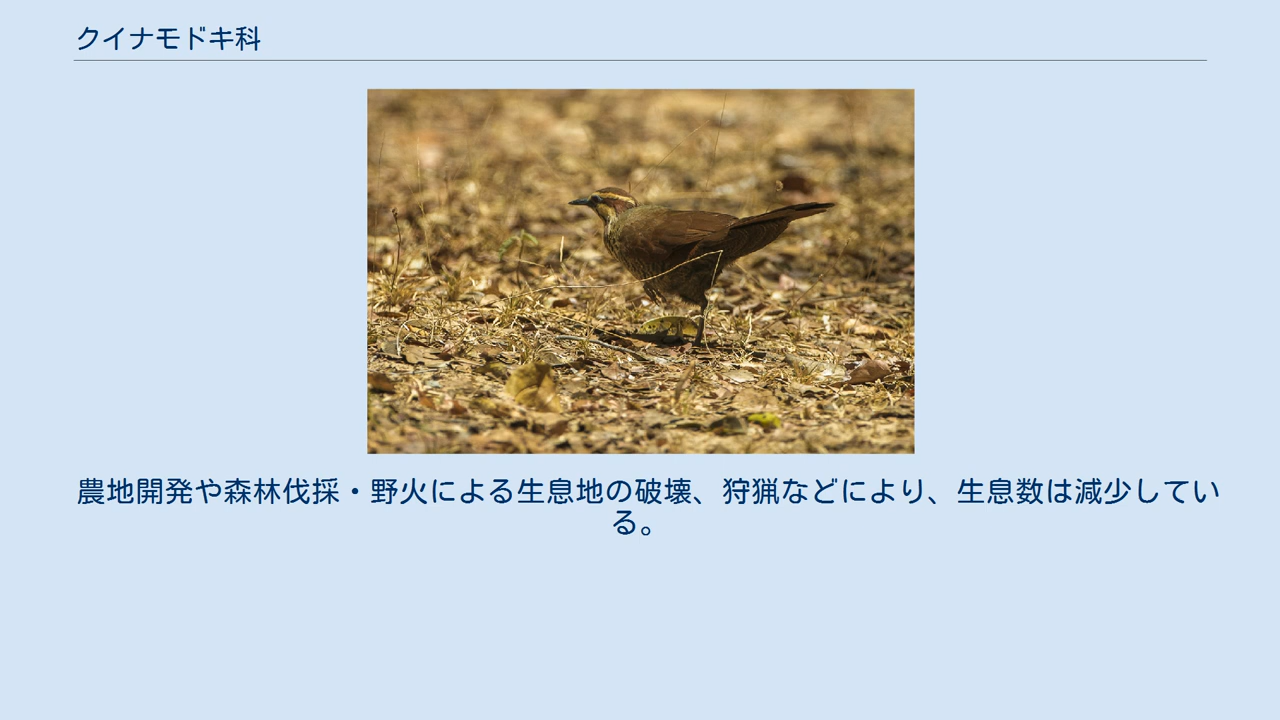 クイナモドキ科
農地開発や森林伐採・野火による生息地の破壊、狩猟などにより、生息数は減少してい
る。